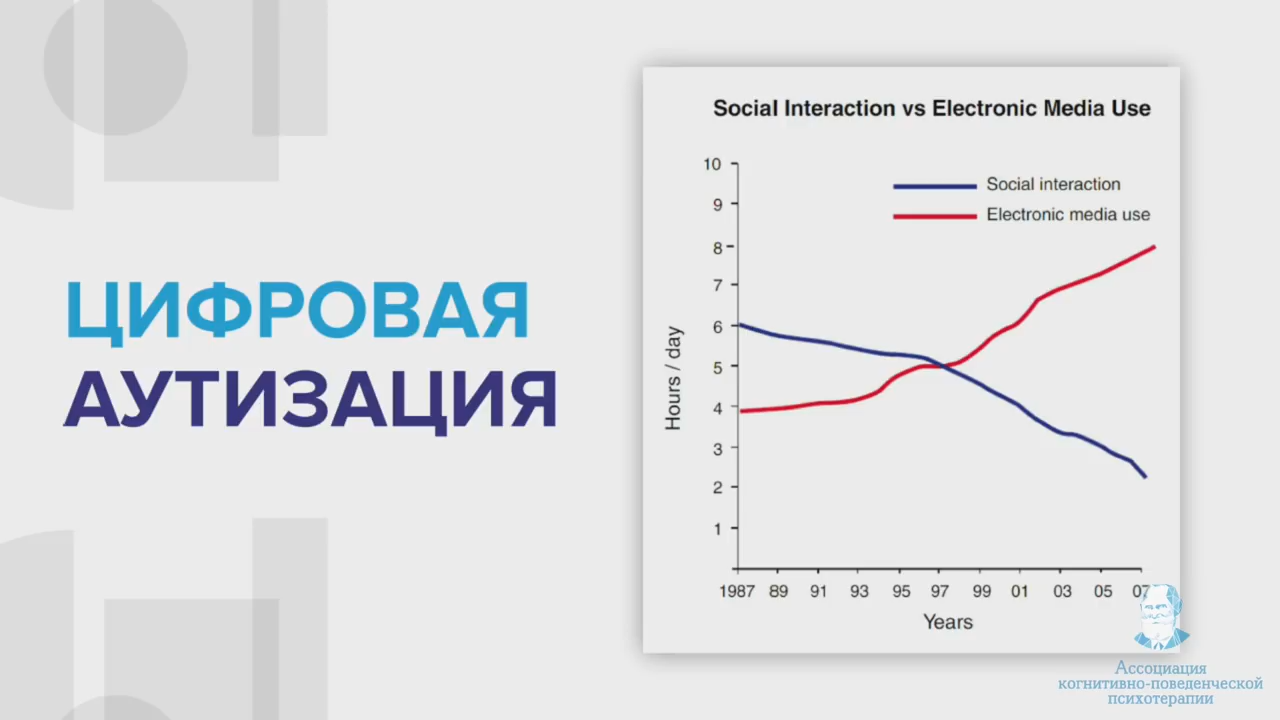 ЦИФРОВАЯ
АУТИЗАЦИЯ
Social Interaction vs Electronic Media Use
Social interaction
Electronic media use
Hours / day
10
9
8
7
6
5
4
3
2
1
1987 89 91 93 95 97 99 01 03 05 07
Years
Ассоциация
когнитивно-поведенческой
психотерапии